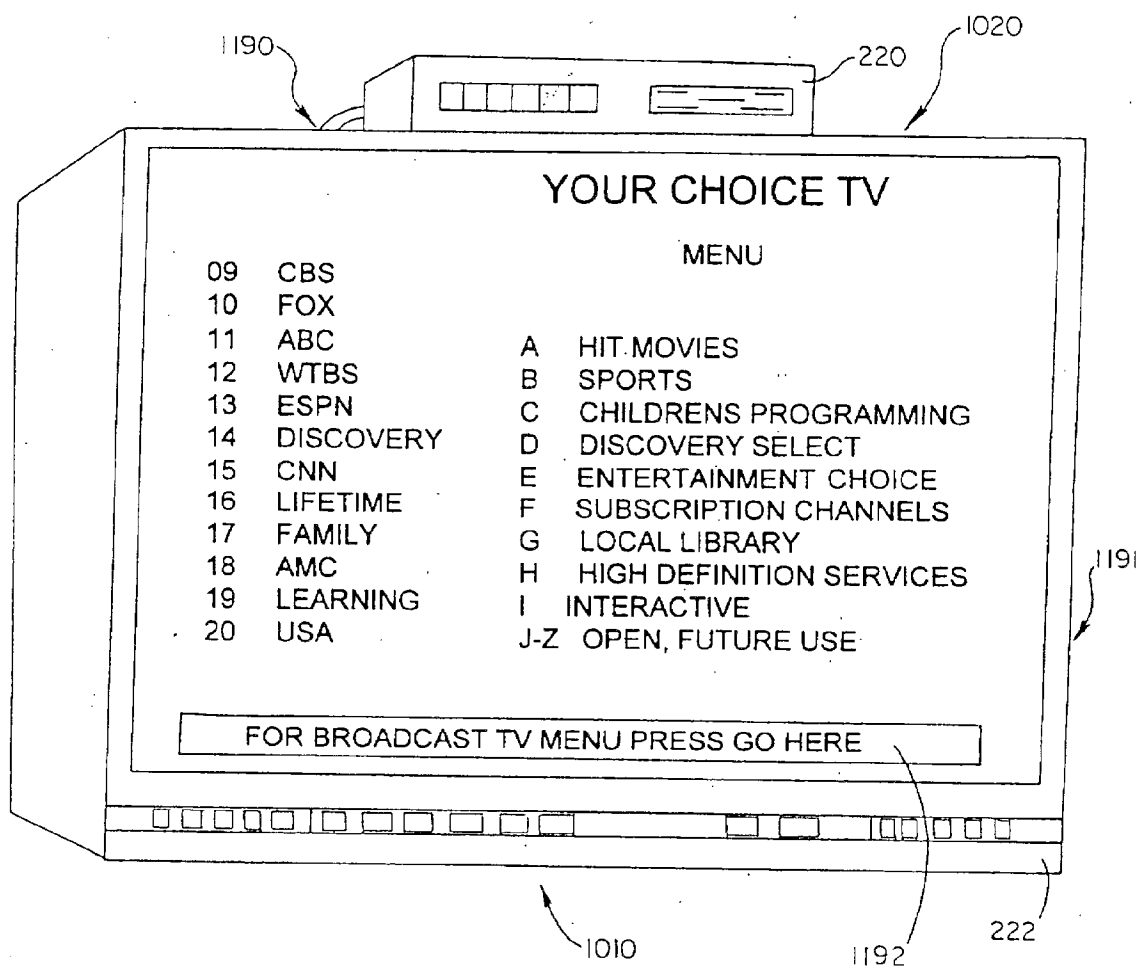 1190
1020
220
YOUR CHOICE TV
MENU
09 CBS
10 FOX
11 ABC
12 WTBS
13 ESPN
14 DISCOVERY
15 CNN
16 LIFETIME
17 FAMILY
18 AMC
19 LEARNING
20 USA
A HIT MOVIES
B SPORTS
C CHILDRENS PROGRAMMING
D DISCOVERY SELECT
E ENTERTAINMENT CHOICE
F SUBSCRIPTION CHANNELS
G LOCAL LIBRARY
H HIGH DEFINITION SERVICES
I INTERACTIVE
J-Z OPEN, FUTURE USE
1191
FOR BROADCAST TV MENU PRESS GO HERE
1010
1192
222